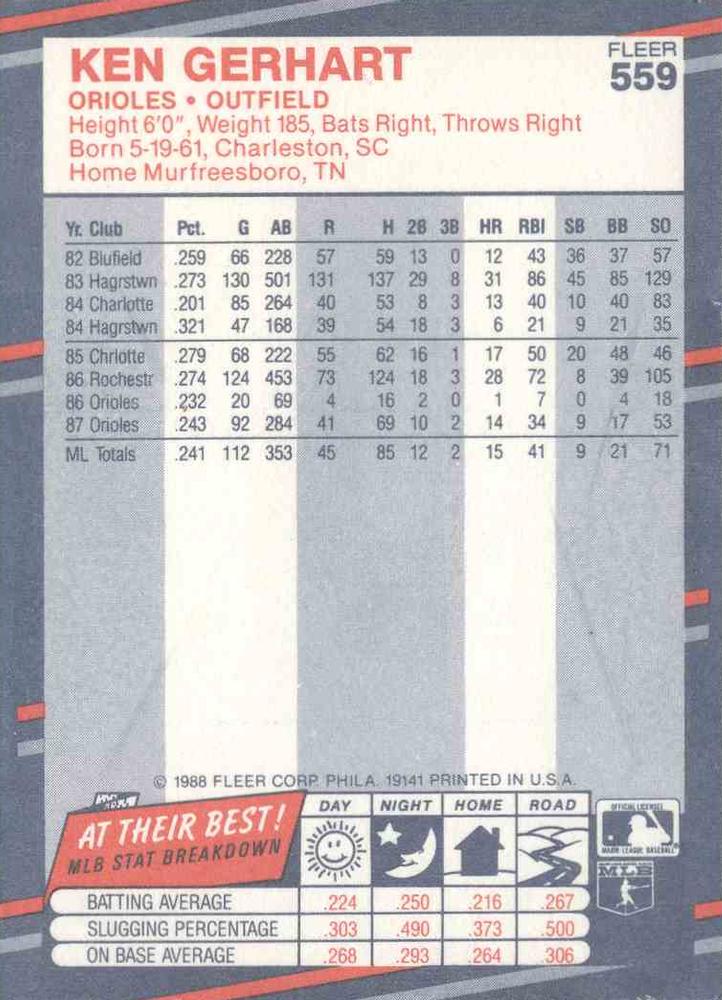 KEN GERHART
FLEER
559
ORIOLES • OUTFIELD
Height 6'0", Weight 185, Bats Right, Throws Right
Born 5-19-61, Charleston, SC
Home Murfreesboro, TN
Yr. Club Pct. G AB R H 2B 3B HR RBI SB BB SO
82 Blufield .259 66 228 57 59 13 0 12 43 36 37 57
83 Hagrstwn .273 130 501 131 137 29 8 31 86 45 85 129
84 Charlotte .201 85 264 40 53 8 3 13 40 10 40 83
84 Hagrstwn .321 47 168 39 54 18 3 6 21 9 21 35
85 Chrlotte .279 68 222 55 62 16 1 17 50 20 48 46
86 Rochestr .274 124 453 73 124 18 3 28 72 8 39 105
86 Orioles .232 20 69 4 16 2 0 1 7 0 4 18
87 Orioles .243 92 284 41 69 10 2 14 34 9 17 53
ML Totals .241 112 353 45 85 12 2 15 41 9 21 71
© 1988 FLEER CORP. PHILA. 19141 PRINTED IN U.S.A.
AT THEIR BEST!
MLB STAT BREAKDOWN
DAY NIGHT HOME ROAD
OFFICIAL LICENSEE
MAJOR LEAGUE BASEBALL
MLB
BATTING AVERAGE .224 .250 .216 .267
SLUGGING PERCENTAGE .303 .490 .373 .500
ON BASE AVERAGE .268 .293 .264 .306